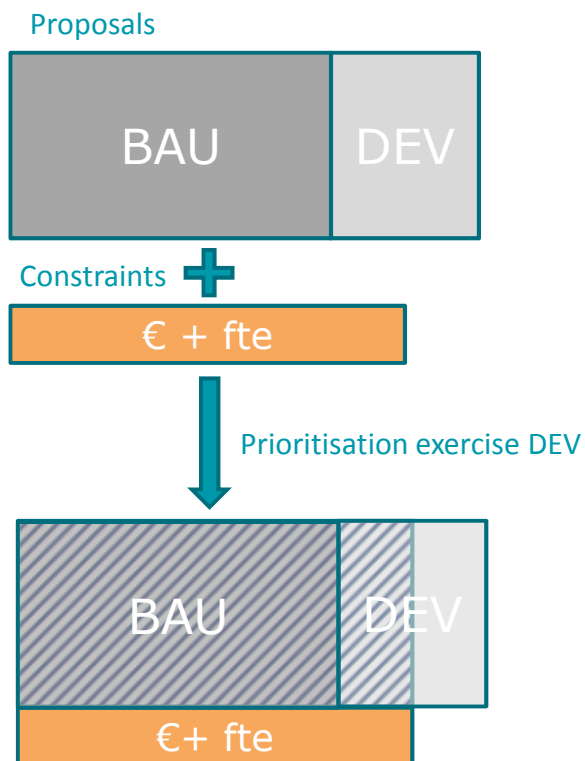 Proposals
BAU DEV
Constraints
€ + fte
Prioritisation exercise DEV
BAU DEV
€+ fte